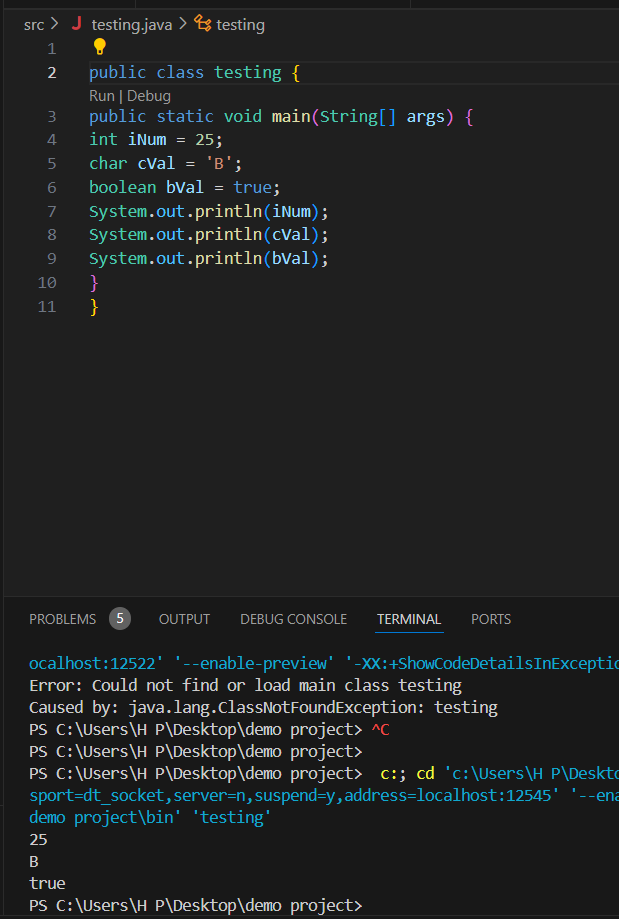 src > testing.java > testing
1
2 public class testing {
Run | Debug
3 public static void main(String[] args) {
4 int iNum = 25;
5 char cVal = 'B';
6 boolean bVal = true;
7 System.out.println(iNum);
8 System.out.println(cVal);
9 System.out.println(bVal);
10 }
11 }
PROBLEMS 5 OUTPUT DEBUG CONSOLE TERMINAL PORTS
ocalhost:12522' '--enable-preview' '-XX:+ShowCodeDetailsInExceptio
Error: Could not find or load main class testing
Caused by: java.lang.ClassNotFoundException: testing
PS C:\Users\H P\Desktop\demo project> ^C
PS C:\Users\H P\Desktop\demo project>
PS C:\Users\H P\Desktop\demo project>  c:; cd 'c:\Users\H P\Deskto
sport=dt_socket,server=n,suspend=y,address=localhost:12545' '--ena
demo project\bin' 'testing'
25
B
true
PS C:\Users\H P\Desktop\demo project>